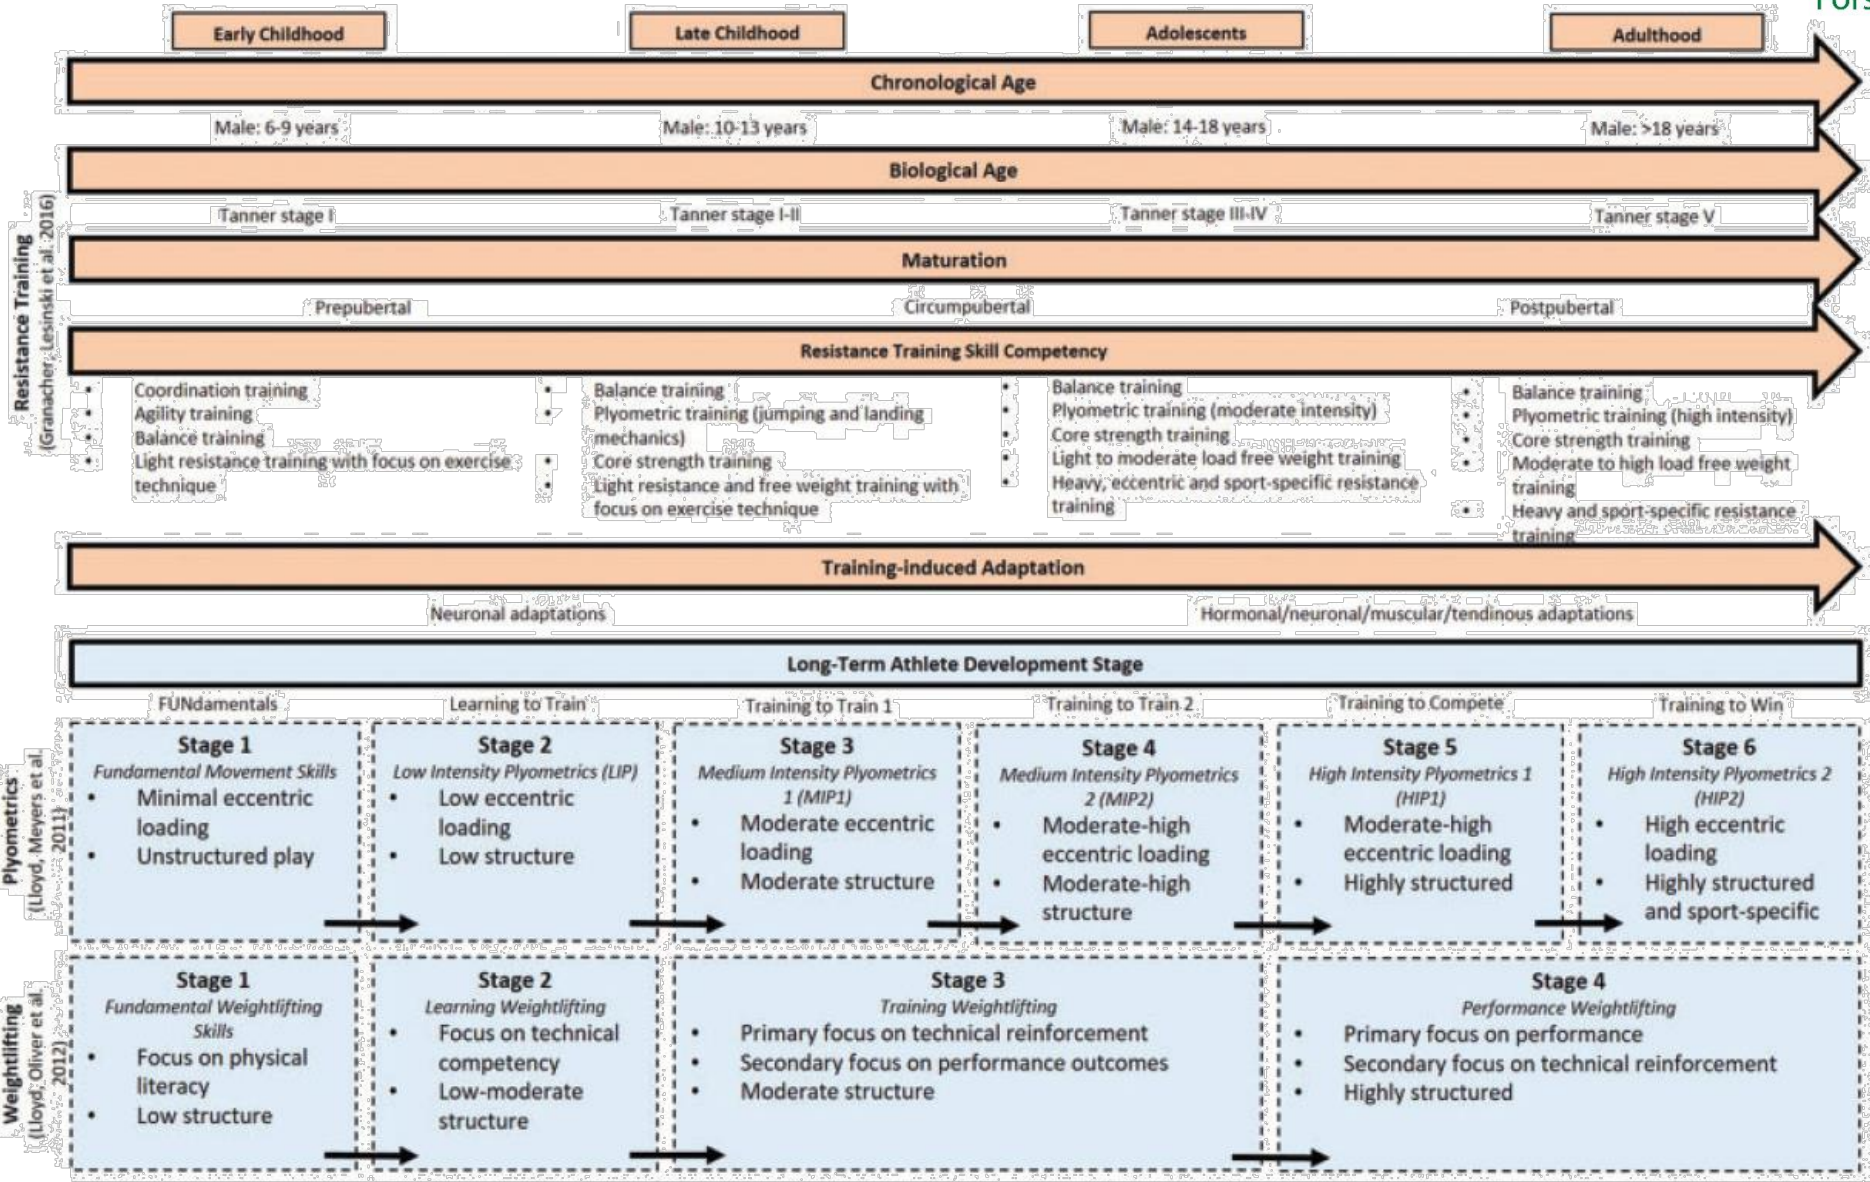 Early Childhood
Late Childhood
Adolescents
Adulthood
Chronological Age
Male: 6-9 years
Male: 10-13 years
Male: 14-18 years
Male: >18 years
Biological Age
Tanner stage I
Tanner stage I-II
Tanner stage III-IV
Tanner stage V
Maturation
Prepubertal
Circumpubertal
Postpubertal
Resistance Training
(Granacher, Lesinski et al. 2016)
Resistance Training Skill Competency
• Coordination training
• Agility training
• Balance training
• Light resistance training with focus on exercise
technique
• Balance training
• Plyometric training (jumping and landing
mechanics)
• Core strength training
• Light resistance and free weight training with
focus on exercise technique
• Balance training
• Plyometric training (moderate intensity)
• Core strength training
• Light to moderate load free weight training
• Heavy, eccentric and sport-specific resistance
training
• Balance training
• Plyometric training (high intensity)
• Core strength training
• Moderate to high load free weight
training
• Heavy and sport-specific resistance
training
Training-induced Adaptation
Neuronal adaptations
Hormonal/neuronal/muscular/tendinous adaptations
Long-Term Athlete Development Stage
FUNdamentals
Learning to Train
Training to Train 1
Training to Train 2
Training to Compete
Training to Win
Plyometrics
(Lloyd, Meyers et al.
2011)
Stage 1
Fundamental Movement Skills
• Minimal eccentric
loading
• Unstructured play
Stage 2
Low Intensity Plyometrics (LIP)
• Low eccentric
loading
• Low structure
Stage 3
Medium Intensity Plyometrics
1 (MIP1)
• Moderate eccentric
loading
• Moderate structure
Stage 4
Medium Intensity Plyometrics
2 (MIP2)
• Moderate-high
eccentric loading
• Moderate-high
structure
Stage 5
High Intensity Plyometrics 1
(HIP1)
• Moderate-high
eccentric loading
• Highly structured
Stage 6
High Intensity Plyometrics 2
(HIP2)
• High eccentric
loading
• Highly structured
and sport-specific
Weightlifting
(Lloyd, Oliver et al.
2012)
Stage 1
Fundamental Weightlifting
Skills
• Focus on physical
literacy
• Low structure
Stage 2
Learning Weightlifting
• Focus on technical
competency
• Low-moderate
structure
Stage 3
Training Weightlifting
• Primary focus on technical reinforcement
• Secondary focus on performance outcomes
• Moderate structure
Stage 4
Performance Weightlifting
• Primary focus on performance
• Secondary focus on technical reinforcement
• Highly structured